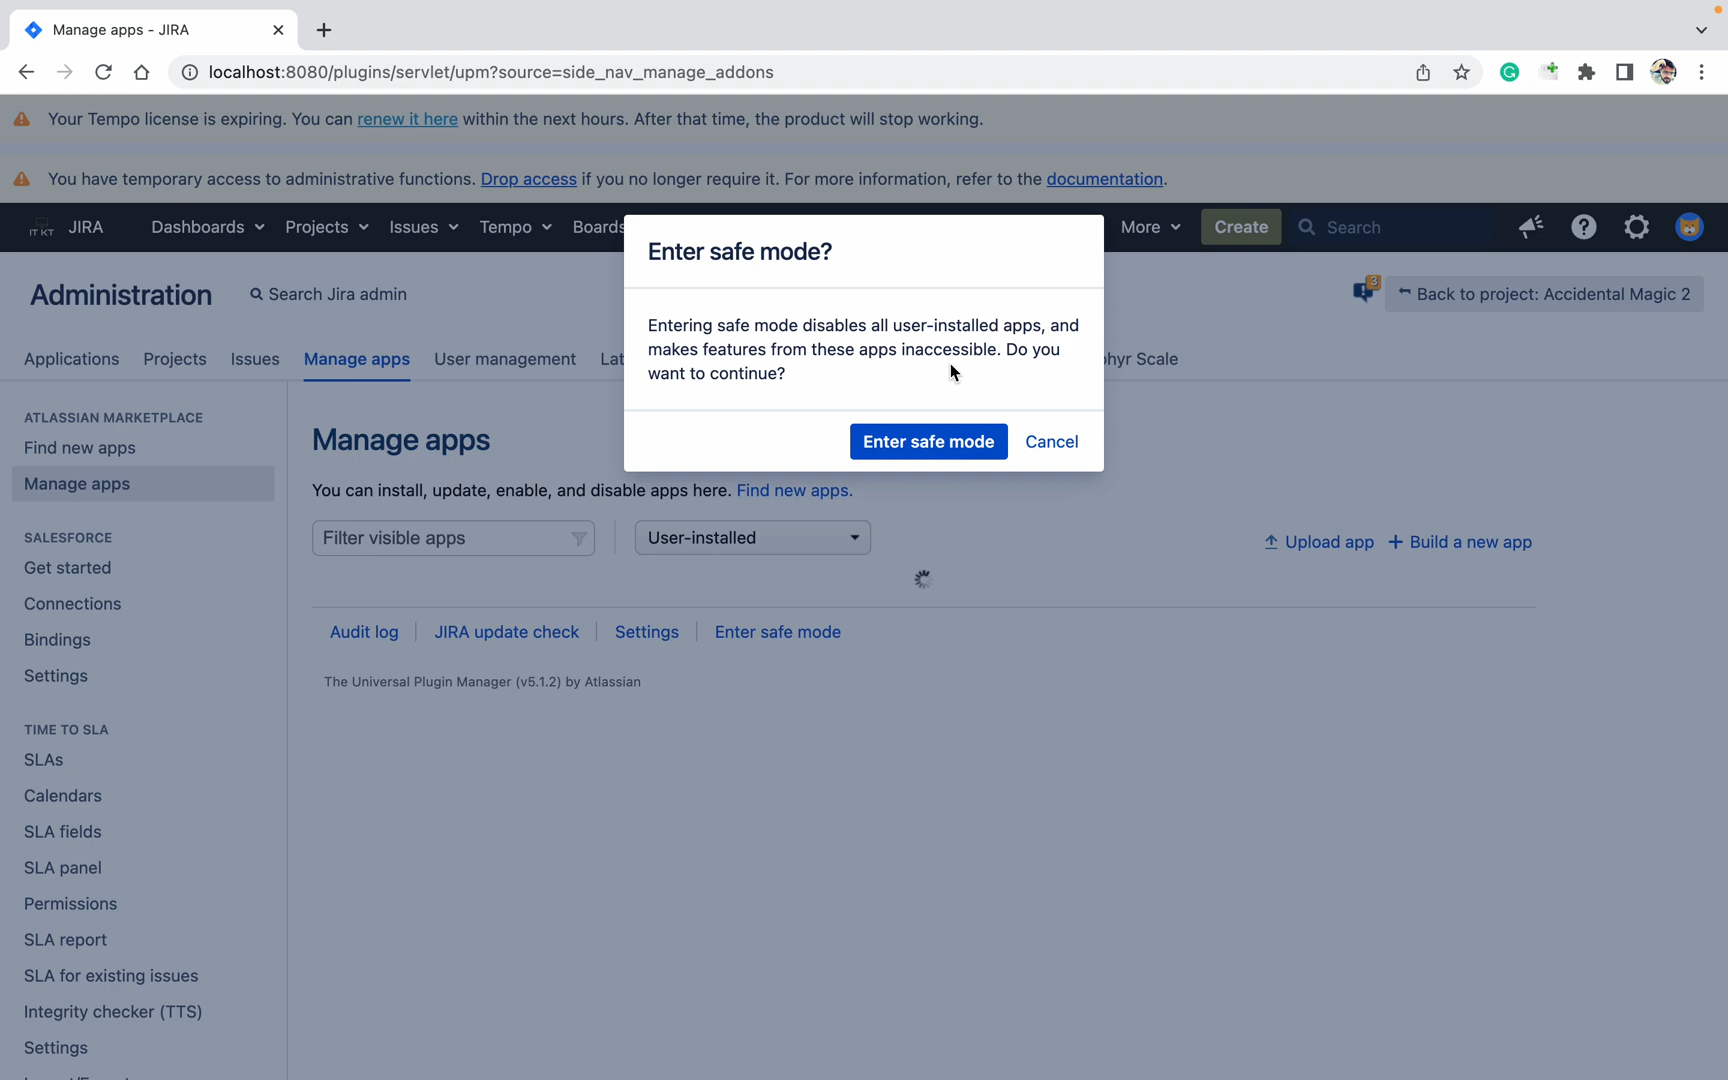 Manage apps - JIRA
localhost:8080/plugins/servlet/upm?source=side_nav_manage_addons
Your Tempo license is expiring. You can renew it here within the next hours. After that time, the product will stop working.
You have temporary access to administrative functions. Drop access if you no longer require it. For more information, refer to the documentation.
IT KT JIRA Dashboards Projects Issues Tempo Boards More Create Search
Administration Search Jira admin 3 Back to project: Accidental Magic 2
Applications Projects Issues Manage apps User management Lat hyr Scale
Enter safe mode?
Entering safe mode disables all user-installed apps, and
makes features from these apps inaccessible. Do you
want to continue?
Enter safe mode Cancel
ATLASSIAN MARKETPLACE
Find new apps
Manage apps
SALESFORCE
Get started
Connections
Bindings
Settings
TIME TO SLA
SLAs
Calendars
SLA fields
SLA panel
Permissions
SLA report
SLA for existing issues
Integrity checker (TTS)
Settings
Manage apps
You can install, update, enable, and disable apps here. Find new apps.
Filter visible apps User-installed Upload app Build a new app
Audit log JIRA update check Settings Enter safe mode
The Universal Plugin Manager (v5.1.2) by Atlassian